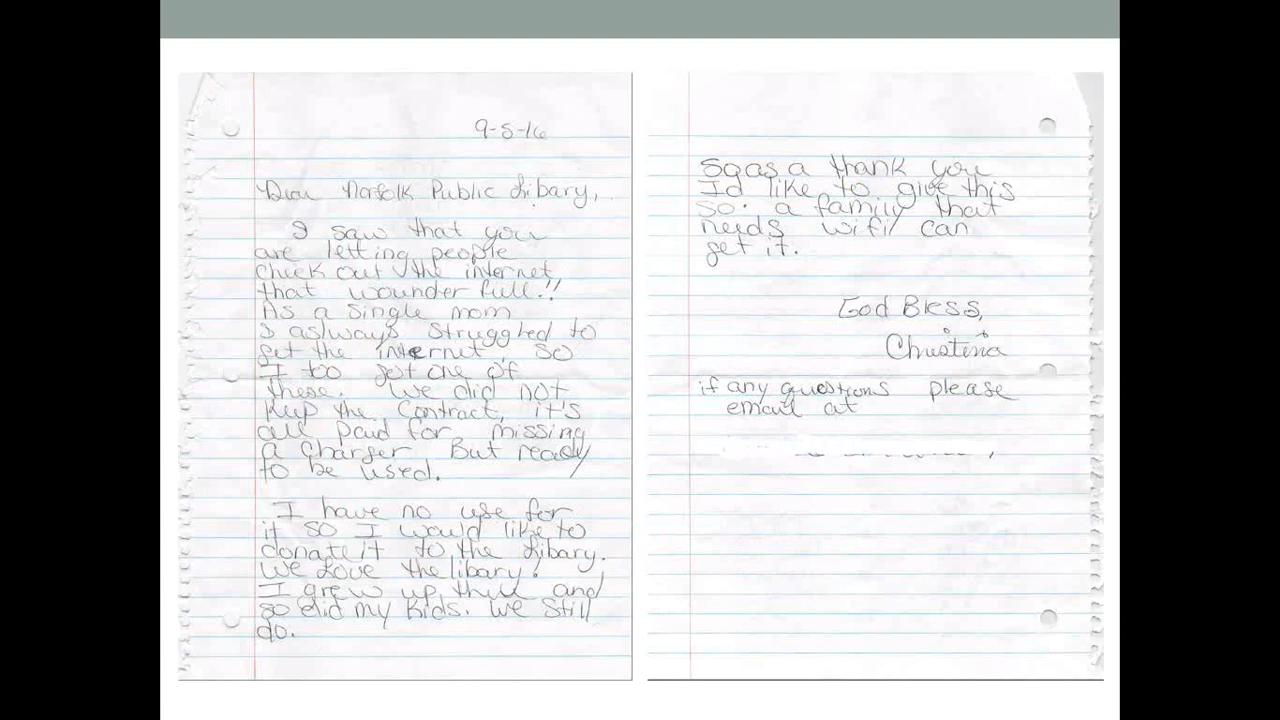 9-5-16
Dear Norfolk Public Libary,
I saw that you
are letting people
check out the internet
that wounderfull!!
As a single mom
I aslways struggled to
get the internet, so
I too got one of
these. We did not
kep the contract, it's
all paid for missing
a charger But ready
to be used.
I have no use for
it so I would like to
donate it to the Libary.
We Love the libary!
I grew up there and
so did my kids. We still
do.
So as a thank you
I'd like to give this
so a family that
needs wifi can
get it.
God Bless,
Christina
if any questions please
email at